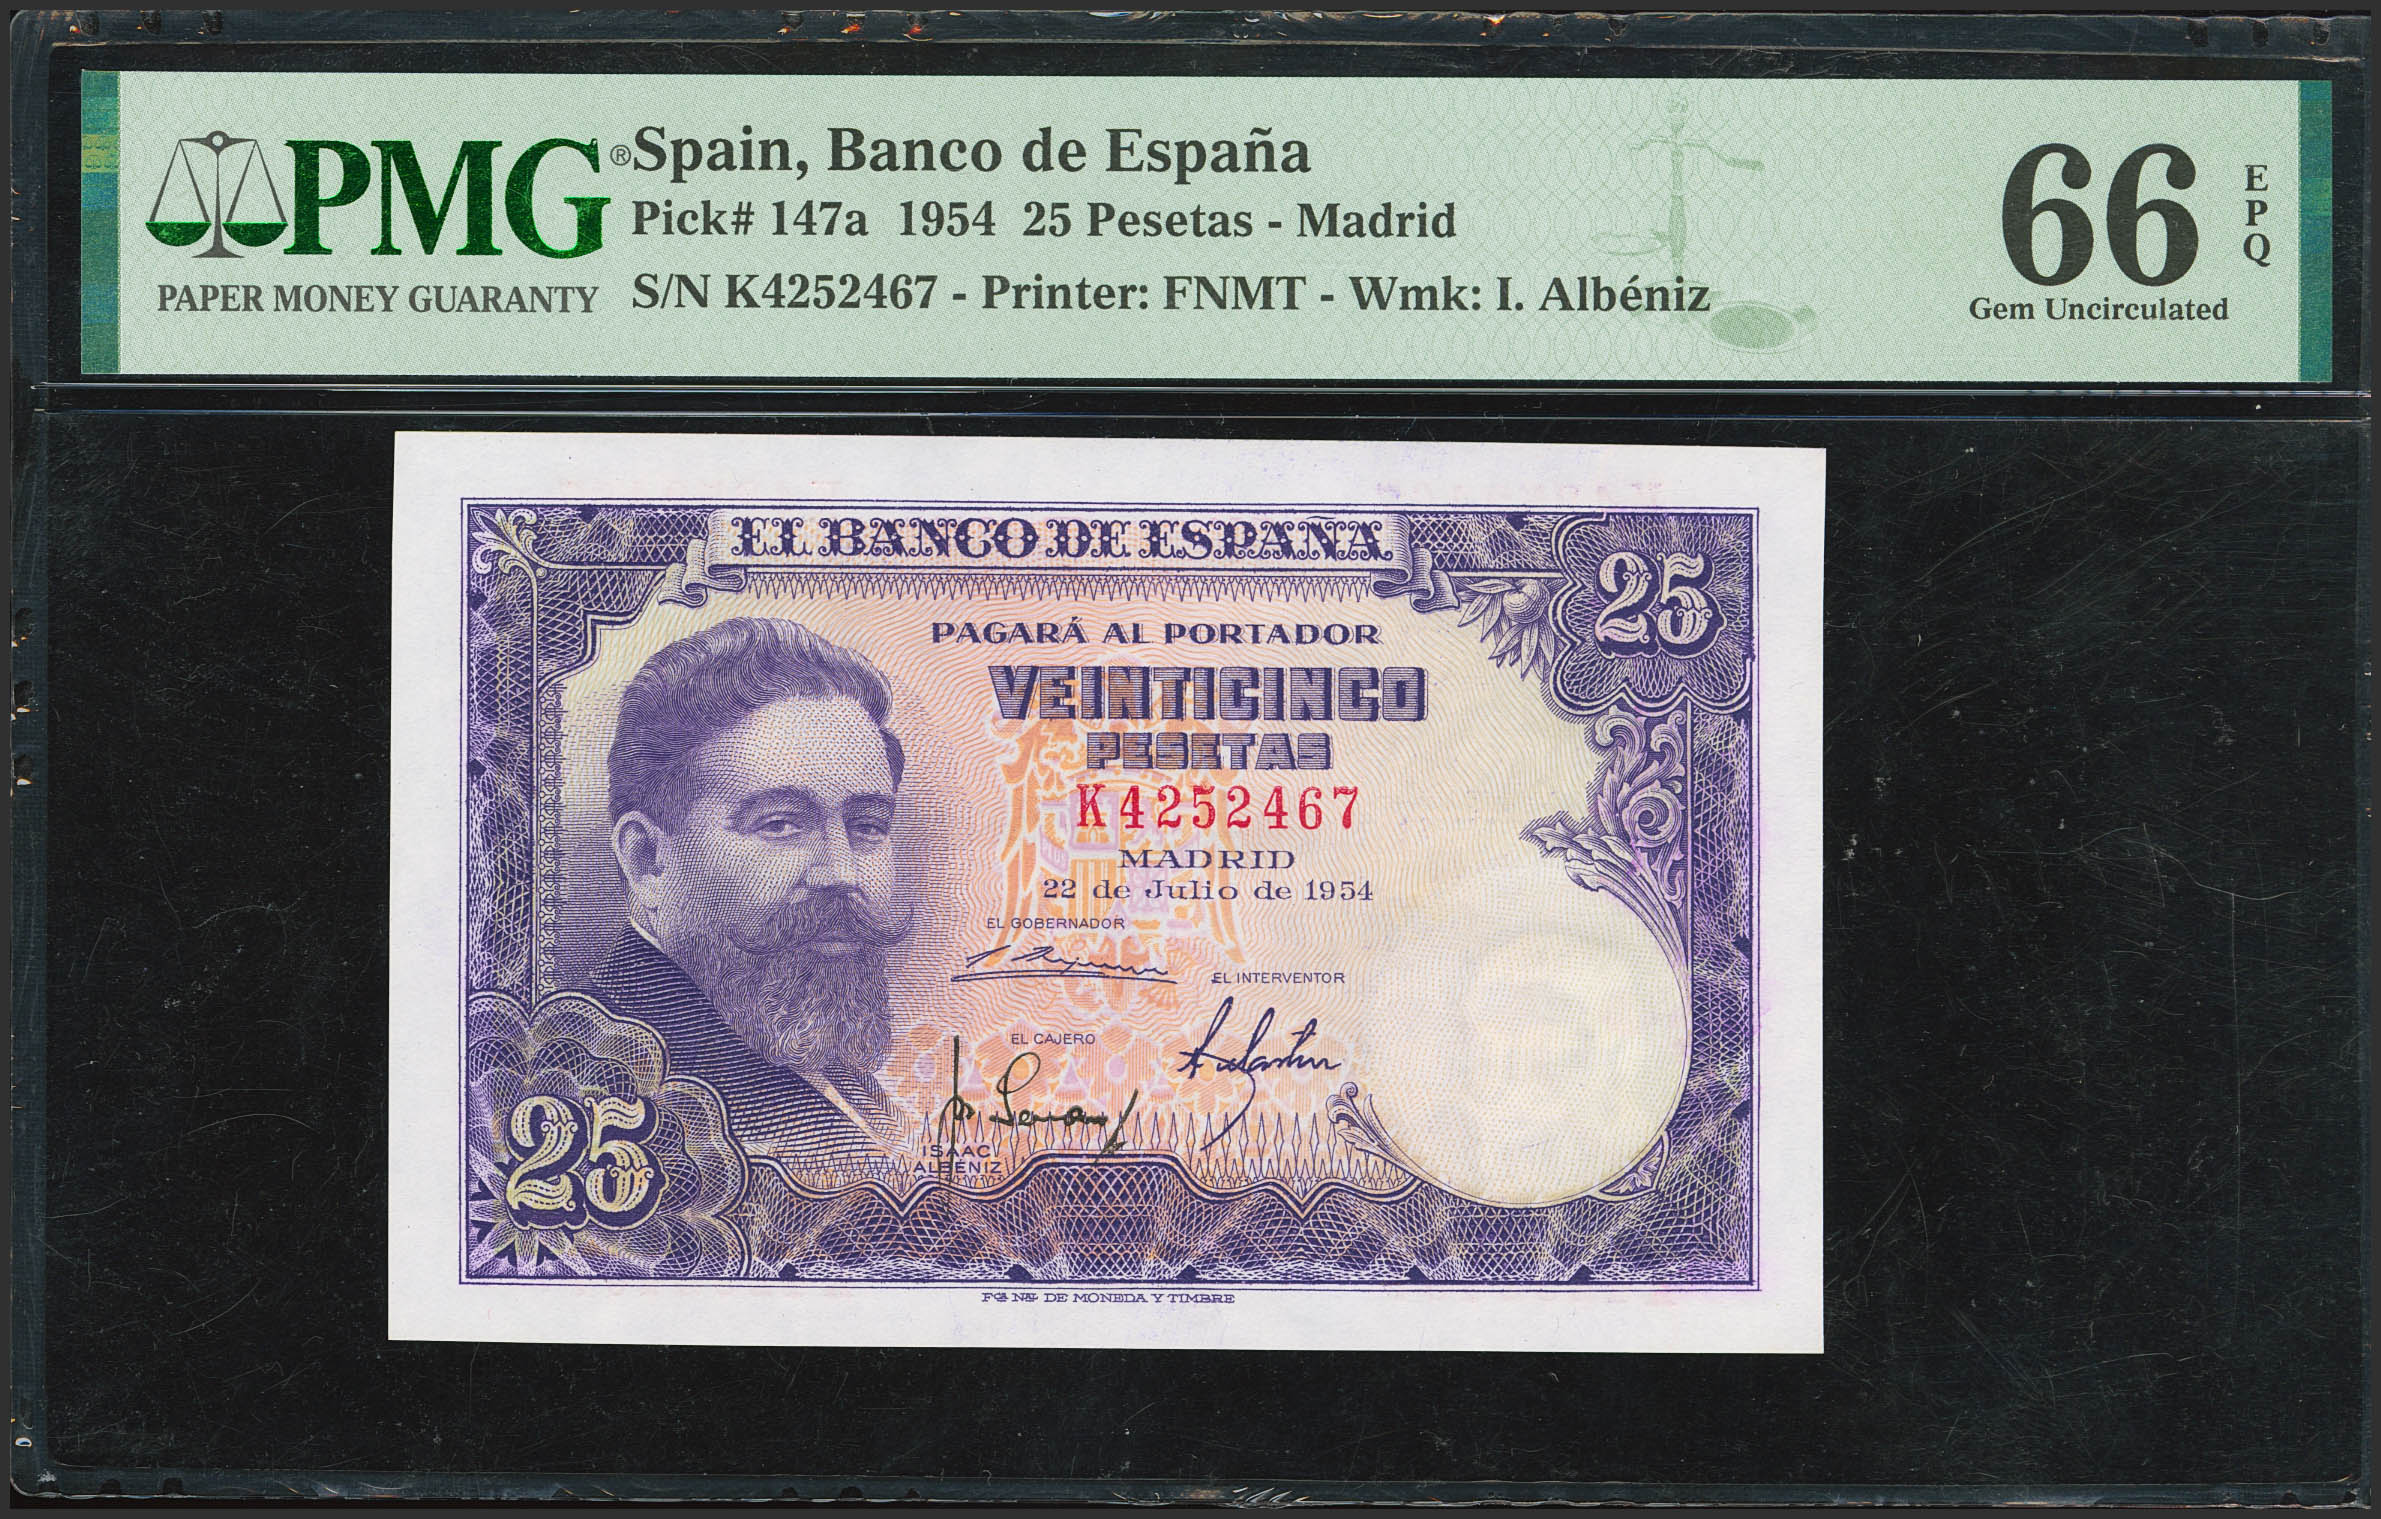 PMG®
PAPER MONEY GUARANTY
Spain, Banco de España
Pick# 147a 1954 25 Pesetas - Madrid
S/N K4252467 - Printer: FNMT - Wmk: I. Albéniz
66
EPQ
Gem Uncirculated
EL BANCO DE ESPAÑA
25
PAGARÁ AL PORTADOR
VEINTICINCO
PESETAS
K4252467
MADRID
22 de Julio de 1954
EL GOBERNADOR
EL INTERVENTOR
EL CAJERO
ISAAC
ALBÉNIZ
25
FCA NAL DE MONEDA Y TIMBRE